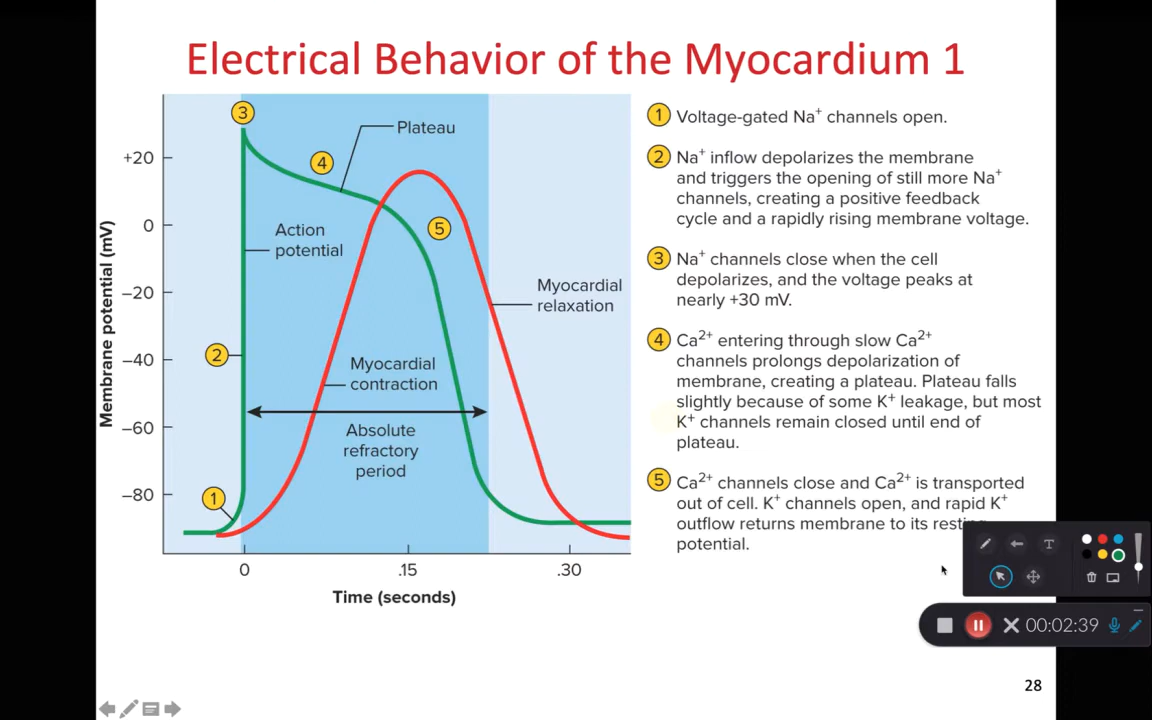 Electrical Behavior of the Myocardium 1
3
Plateau
+20
4
0
Action
potential
5
Membrane potential (mV)
–20
Myocardial
relaxation
2
–40
Myocardial
contraction
–60
Absolute
refractory
period
–80
1
0
.15
.30
Time (seconds)
1 Voltage-gated Na⁺ channels open.
2 Na⁺ inflow depolarizes the membrane
and triggers the opening of still more Na⁺
channels, creating a positive feedback
cycle and a rapidly rising membrane voltage.
3 Na⁺ channels close when the cell
depolarizes, and the voltage peaks at
nearly +30 mV.
4 Ca²⁺ entering through slow Ca²⁺
channels prolongs depolarization of
membrane, creating a plateau. Plateau falls
slightly because of some K⁺ leakage, but most
K⁺ channels remain closed until end of
plateau.
5 Ca²⁺ channels close and Ca²⁺ is transported
out of cell. K⁺ channels open, and rapid K⁺
outflow returns membrane to its
potential.
T
00:02:39
28